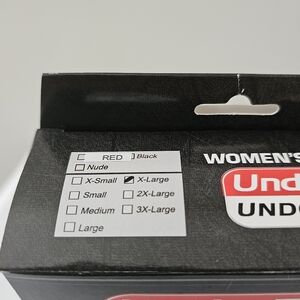 RED Black
Nude
X-Small X-Large
Small 2X-Large
Medium 3X-Large
Large
WOMEN'S
Und
UNDE